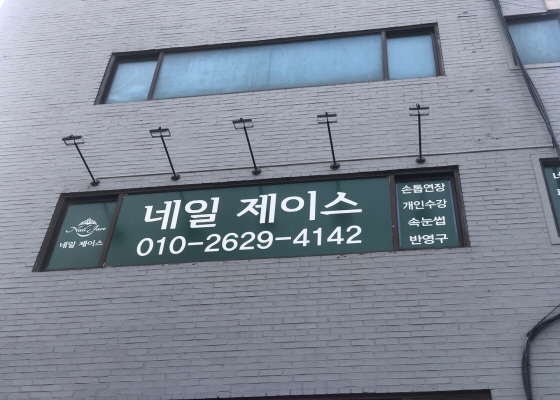 Nail Jace
네일 제이스
네일 제이스
010-2629-4142
손톱연장
개인수강
속눈썹
반영구